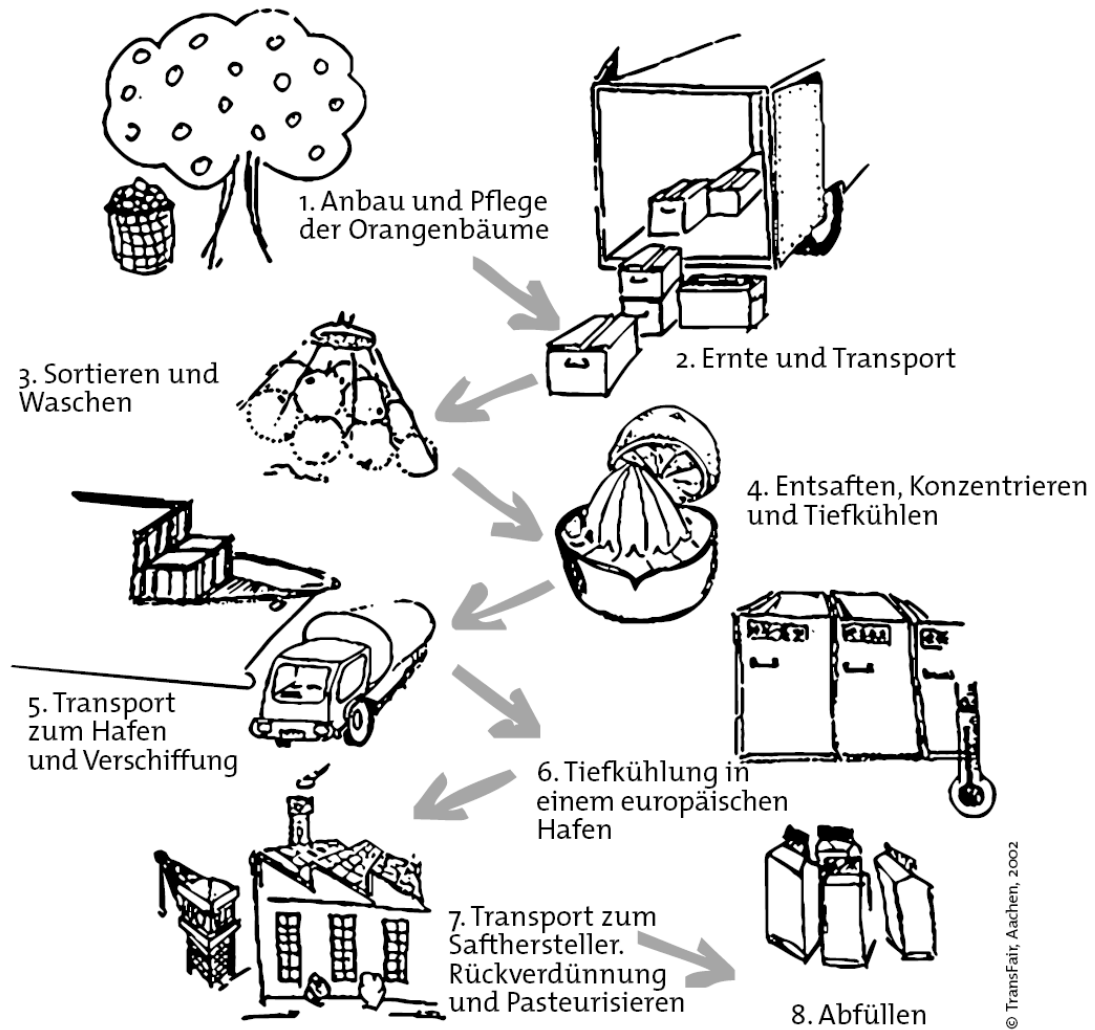 1. Anbau und Pflege
der Orangenbäume
2. Ernte und Transport
3. Sortieren und
Waschen
4. Entsaften, Konzentrieren
und Tiefkühlen
5. Transport
zum Hafen
und Verschiffung
6. Tiefkühlung in
einem europäischen
Hafen
7. Transport zum
Safthersteller.
Rückverdünnung
und Pasteurisieren
8. Abfüllen
© TransFair, Aachen, 2002